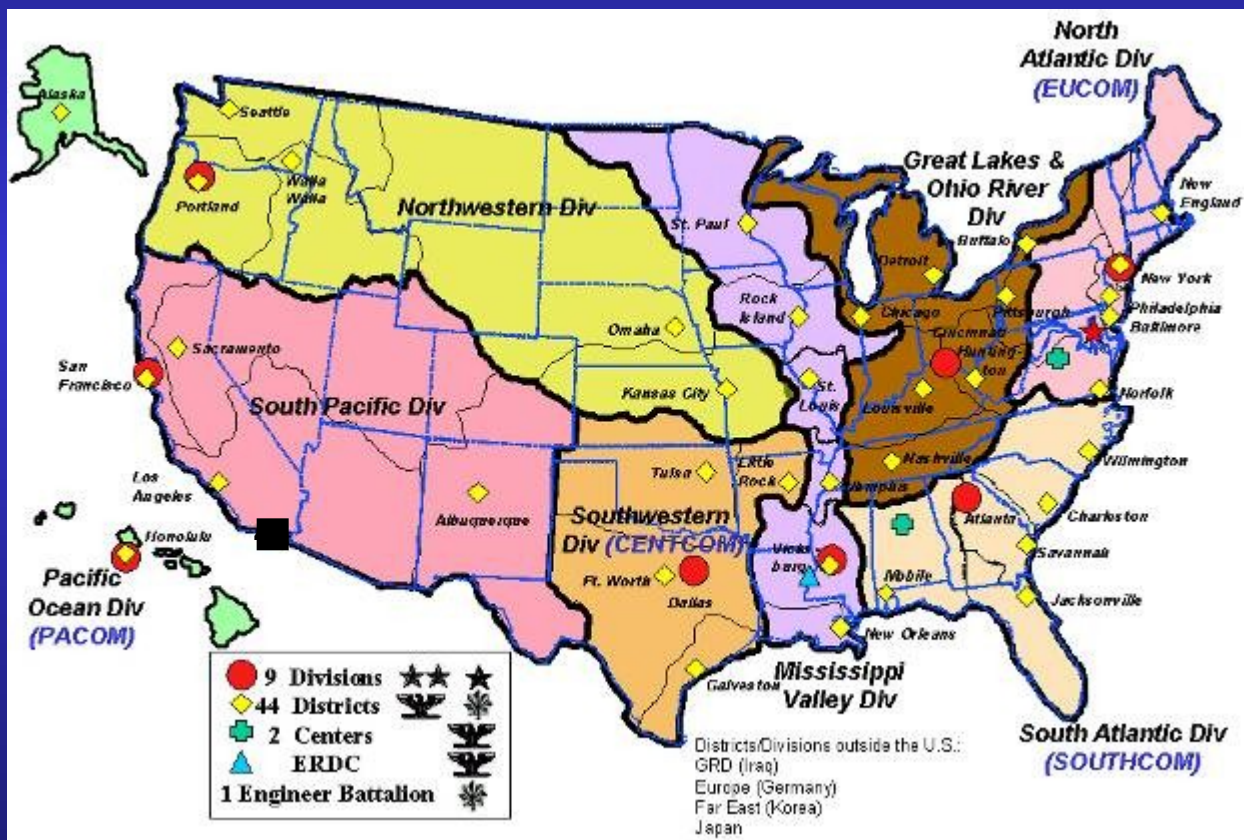 North
Atlantic Div
(EUCOM)
Alaska
Seattle
Great Lakes &
Ohio River
Div
Walla
Walla
New
England
Portland
Northwestern Div
St. Paul
Buffalo
Detroit
New York
Rock
Island
Chicago
Pittsburgh
Philadelphia
Baltimore
Omaha
Cincinnati
Hunting-
ton
Sacramento
San
Francisco
Kansas City
St.
Louis
Louisville
Norfolk
South Pacific Div
Los
Angeles
Tulsa
Little
Rock
Nashville
Memphis
Wilmington
Albuquerque
Southwestern
Div (CENTCOM)
Atlanta
Charleston
Honolulu
Vicks
burg
Savannah
Pacific
Ocean Div
(PACOM)
Ft. Worth
Dallas
Mobile
Jacksonville
New Orleans
Galveston
Mississippi
Valley Div
South Atlantic Div
(SOUTHCOM)
9 Divisions
44 Districts
2 Centers
ERDC
1 Engineer Battalion
Districts/Divisions outside the U.S.:
GRD (Iraq)
Europe (Germany)
Far East (Korea)
Japan